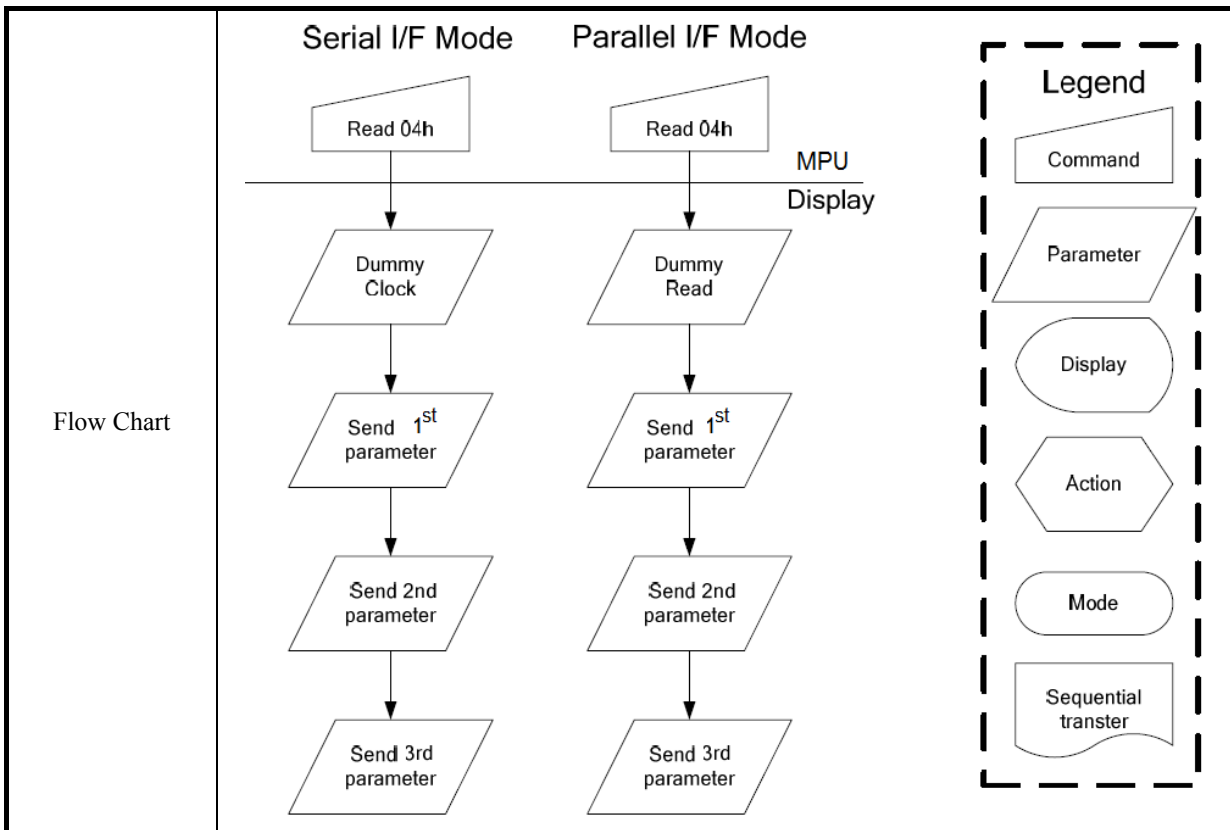 Flow Chart
Serial I/F Mode
Read 04h
Dummy
Clock
Send 1st
parameter
Send 2nd
parameter
Send 3rd
parameter
Parallel I/F Mode
Read 04h
MPU
Display
Dummy
Read
Send 1st
parameter
Send 2nd
parameter
Send 3rd
parameter
Legend
Command
Parameter
Display
Action
Mode
Sequential
transter